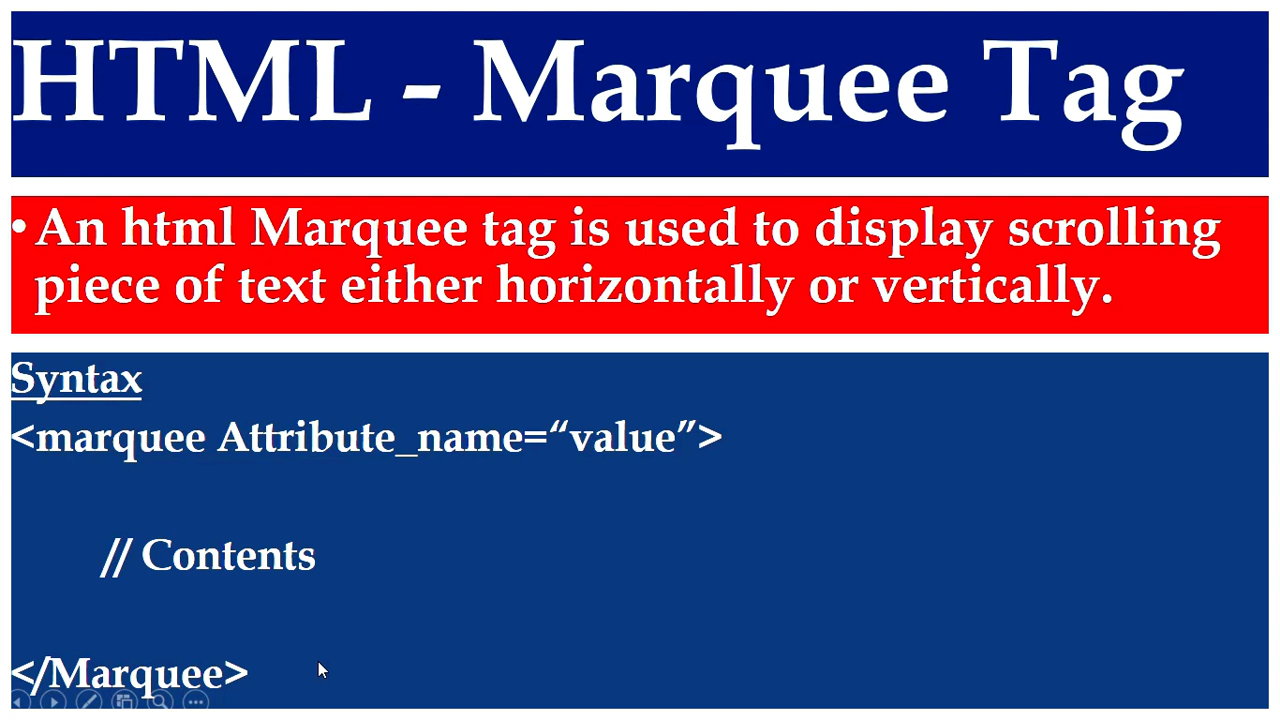 HTML - Marquee Tag
• An html Marquee tag is used to display scrolling
piece of text either horizontally or vertically.
Syntax
<marquee Attribute_name=“value”>
// Contents
</Marquee>